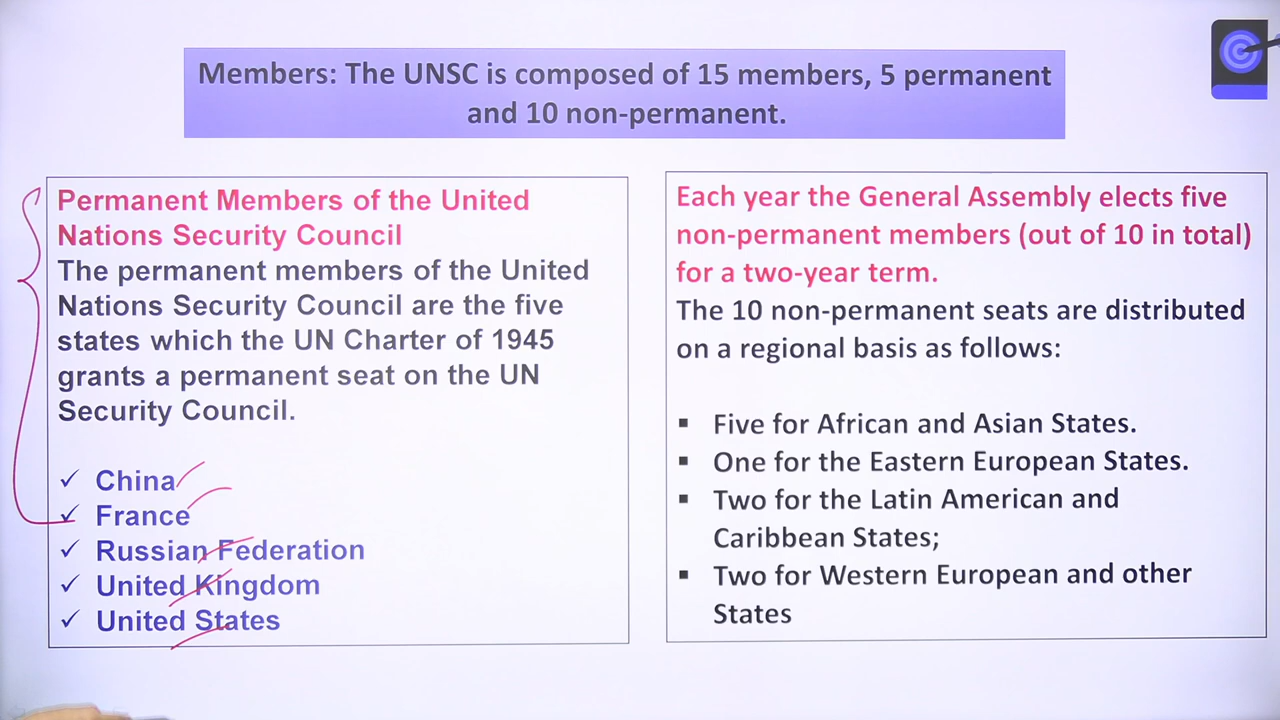 Members: The UNSC is composed of 15 members, 5 permanent
and 10 non-permanent.
Permanent Members of the United
Nations Security Council
The permanent members of the United
Nations Security Council are the five
states which the UN Charter of 1945
grants a permanent seat on the UN
Security Council.
China
France
Russian Federation
United Kingdom
United States
Each year the General Assembly elects five
non-permanent members (out of 10 in total)
for a two-year term.
The 10 non-permanent seats are distributed
on a regional basis as follows:
Five for African and Asian States.
One for the Eastern European States.
Two for the Latin American and
Caribbean States;
Two for Western European and other
States